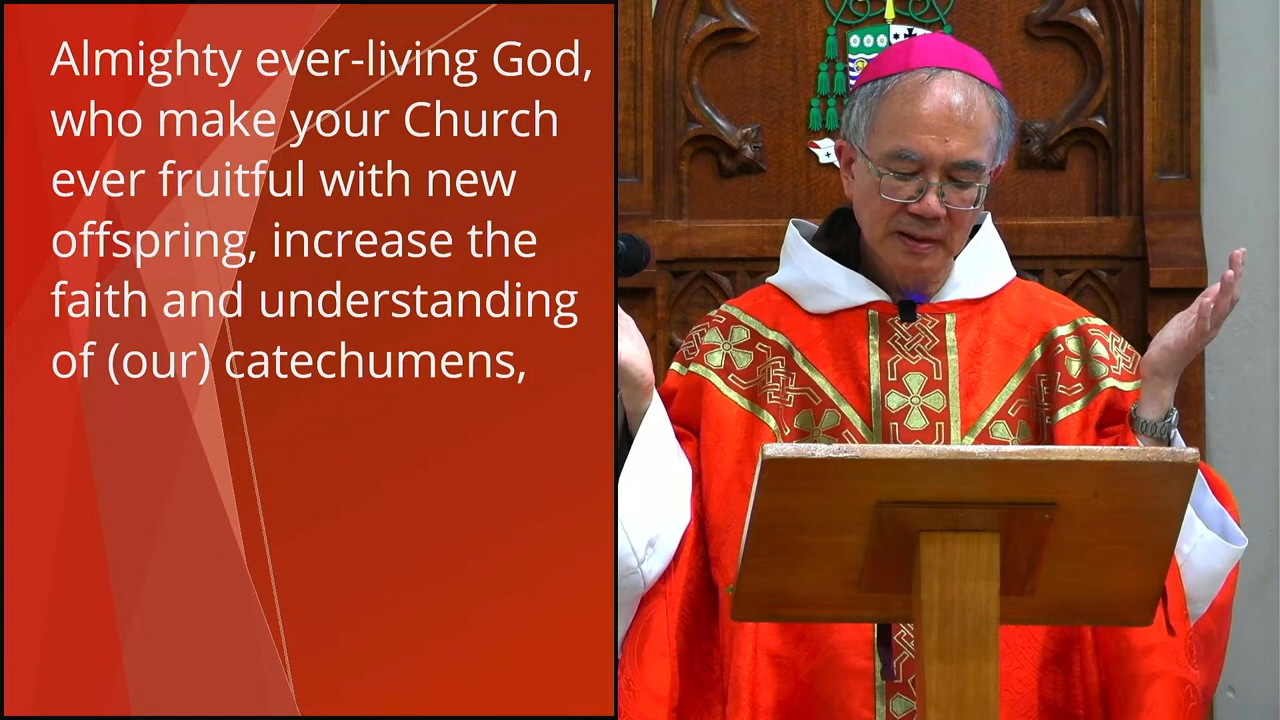 Almighty ever-living God,
who make your Church
ever fruitful with new
offspring, increase the
faith and understanding
of (our) catechumens,